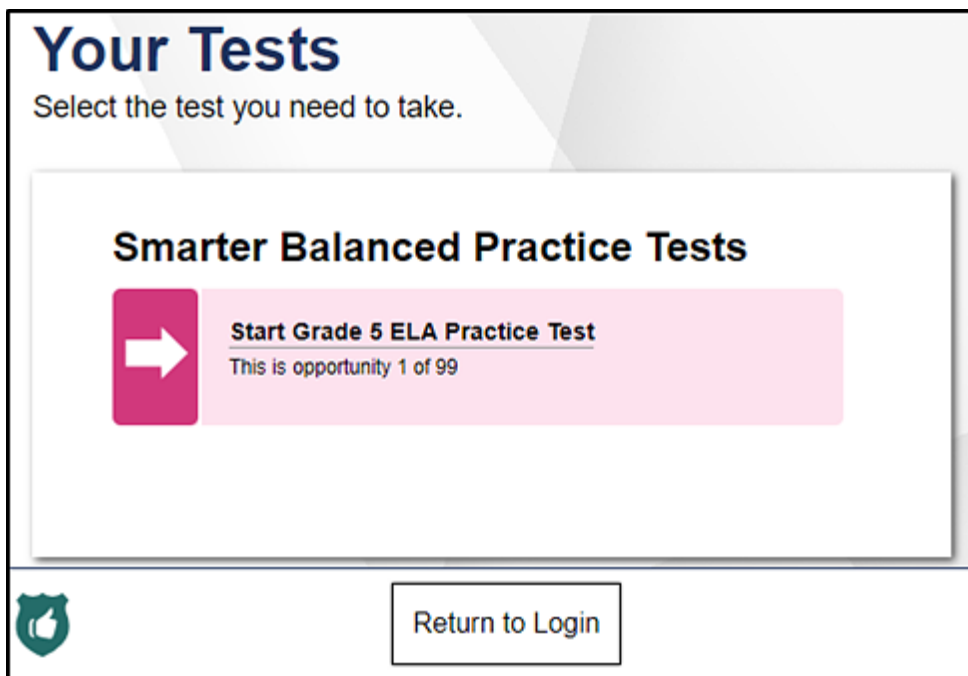 Your Tests
Select the test you need to take.
Smarter Balanced Practice Tests
Start Grade 5 ELA Practice Test
This is opportunity 1 of 99
Return to Login